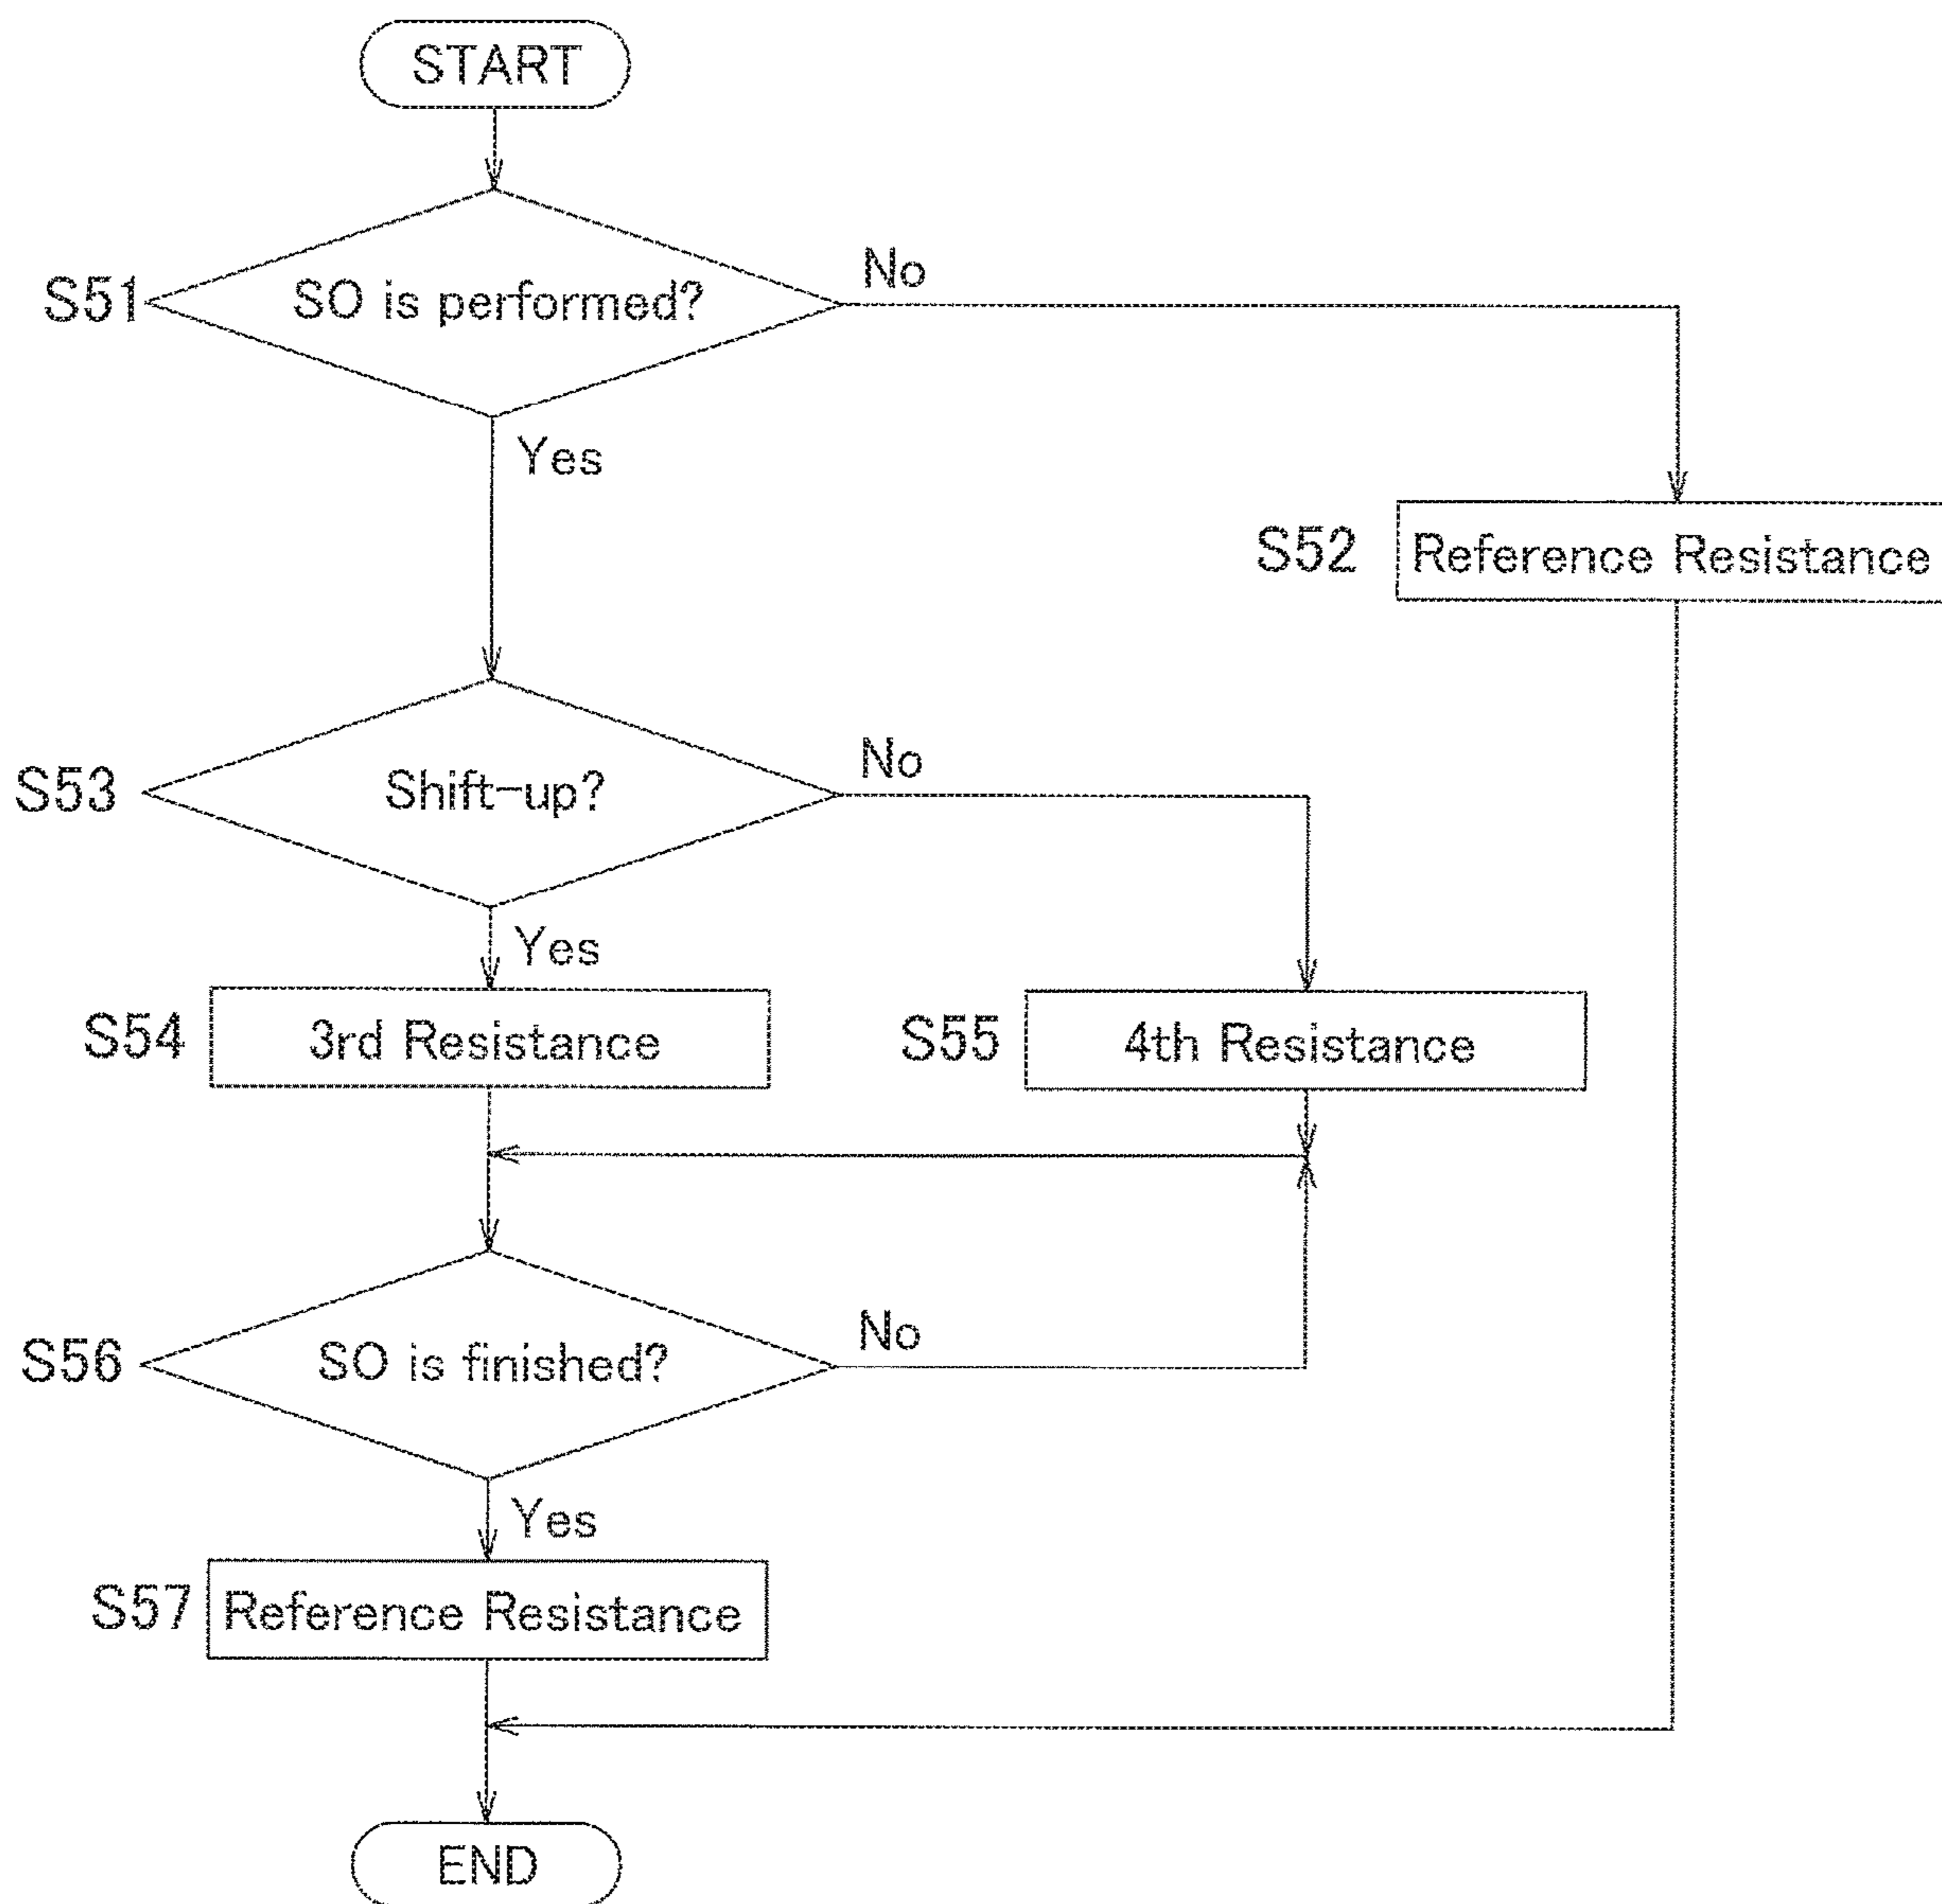 START
S51
SO is performed?
No
Yes
S52
Reference Resistance
S53
Shift-up?
No
Yes
S54
3rd Resistance
S55
4th Resistance
S56
SO is finished?
No
Yes
S57
Reference Resistance
END